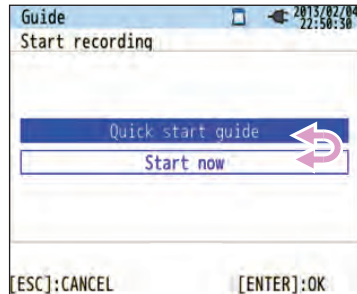 Guide 2013/02/04
22:50:30
Start recording
Quick start guide
Start now
[ESC]:CANCEL [ENTER]:OK